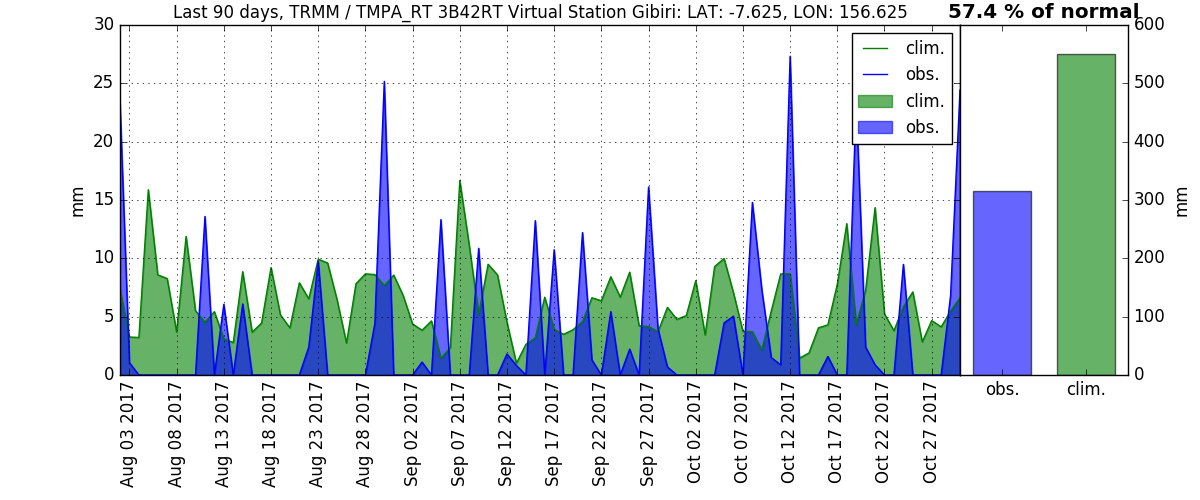 Last 90 days, TRMM / TMPA_RT 3B42RT Virtual Station Gibiri: LAT: -7.625, LON: 156.625
57.4 % of normal
30
25
20
15
10
5
0
mm
clim.
obs.
clim.
obs.
600
500
400
300
200
100
0
mm
Aug 03 2017
Aug 08 2017
Aug 13 2017
Aug 18 2017
Aug 23 2017
Aug 28 2017
Sep 02 2017
Sep 07 2017
Sep 12 2017
Sep 17 2017
Sep 22 2017
Sep 27 2017
Oct 02 2017
Oct 07 2017
Oct 12 2017
Oct 17 2017
Oct 22 2017
Oct 27 2017
obs.
clim.